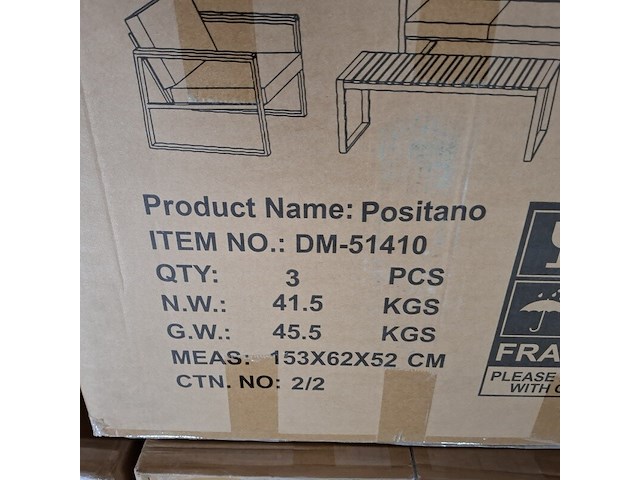 Product Name: Positano
ITEM NO.: DM-51410
QTY: 3 PCS
N.W.: 41.5 KGS
G.W.: 45.5 KGS
MEAS: 153X62X52 CM
CTN. NO: 2/2
PLEASE
WITH